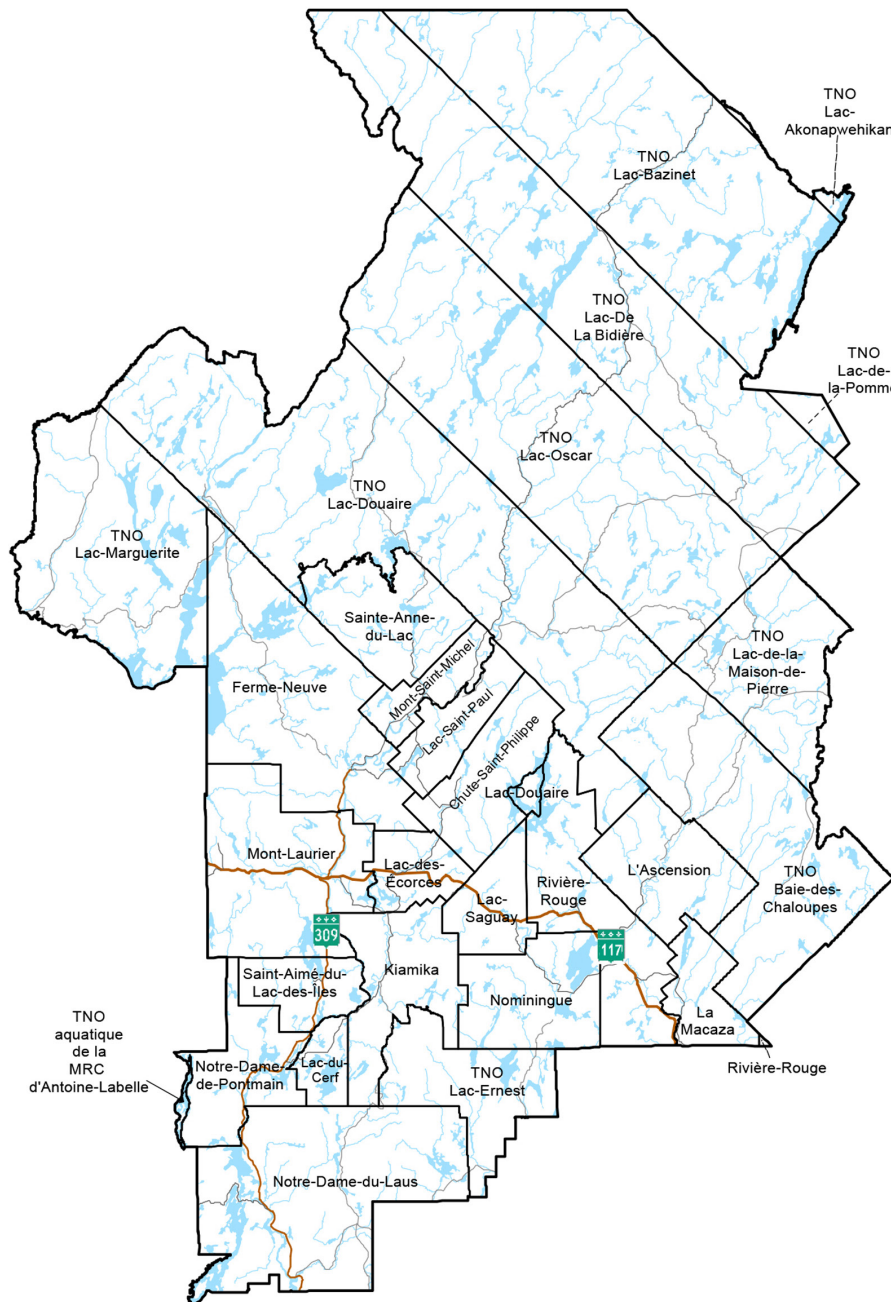 TNO
Lac-
Akonapwehikan
TNO
Lac-Bazinet
TNO
Lac-De
La Bidière
TNO
Lac-de-
la-Pomme
TNO
Lac-Oscar
TNO
Lac-Douaire
TNO
Lac-Marguerite
Sainte-Anne-
du-Lac
TNO
Lac-de-la-
Maison-de-
Pierre
Mont-Saint-Michel
Ferme-Neuve
Lac-Saint-Paul
Chute-Saint-Philippe
Lac-Douaire
Mont-Laurier
Lac-des-
Écorces
L'Ascension
Rivière-
Rouge
TNO
Baie-des-
Chaloupes
Lac-
Saguay
309
117
Saint-Aimé-du-
Lac-des-Îles
Kiamika
Nominingue
La
Macaza
TNO
aquatique
de la
MRC
d'Antoine-Labelle
Notre-Dame-
de-Pontmain
Lac-du-
Cerf
TNO
Lac-Ernest
Rivière-Rouge
Notre-Dame-du-Laus